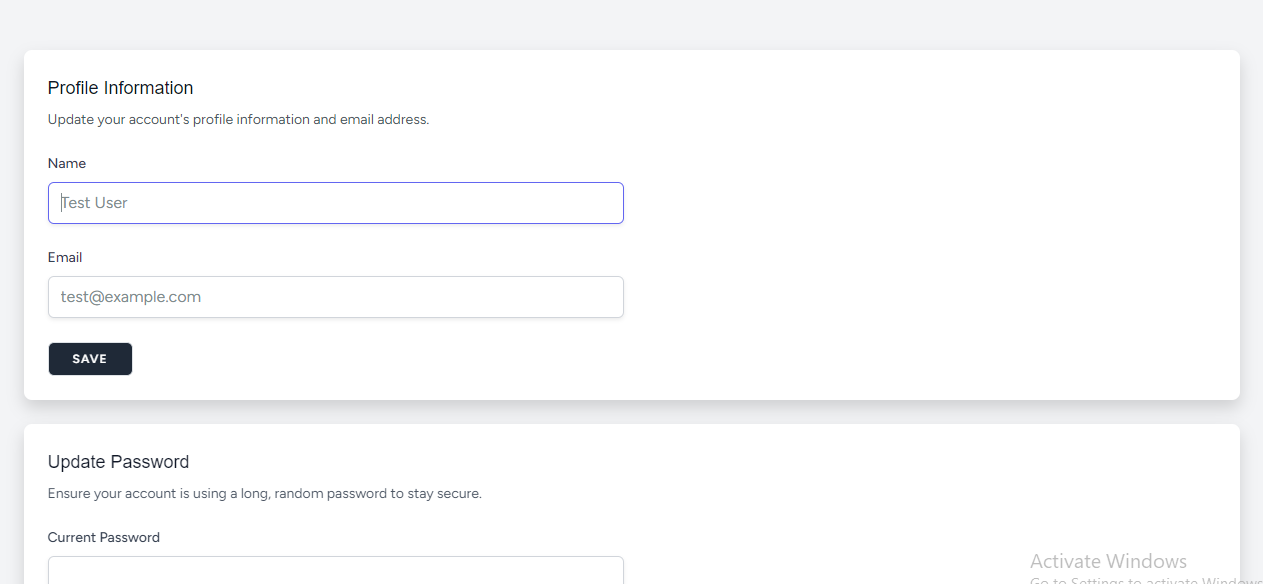 Profile Information
Update your account's profile information and email address.
Name
Test User
Email
test@example.com
SAVE
Update Password
Ensure your account is using a long, random password to stay secure.
Current Password
Activate Windows
Go to Settings to activate Windows